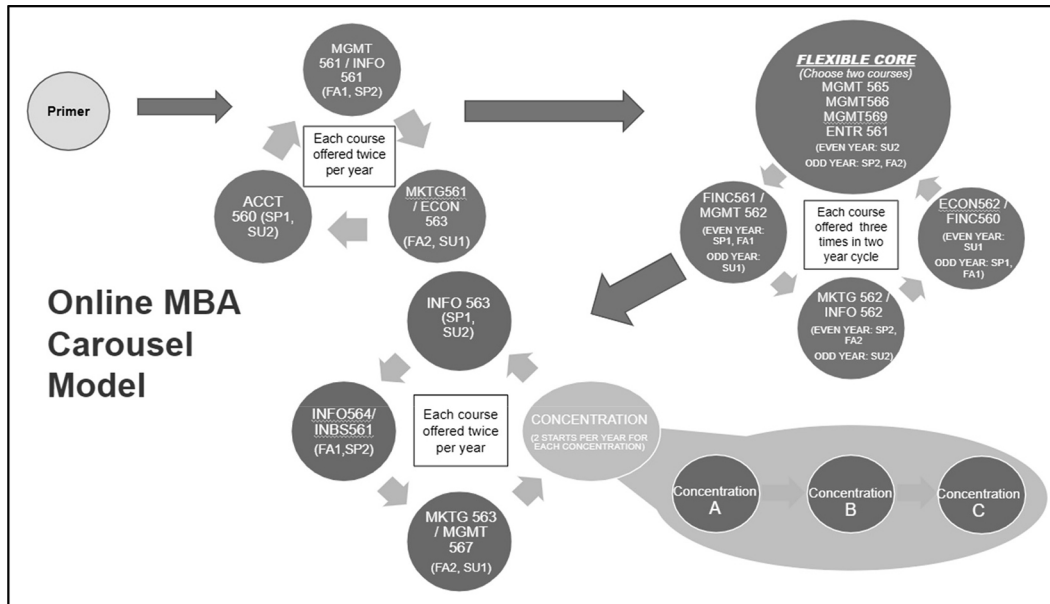 Primer
MGMT
561 / INFO
561
(FA1, SP2)
Each course
offered twice
per year
ACCT
560 (SP1,
SU2)
MKTG561
/ ECON
563
(FA2, SU1)
FLEXIBLE CORE
(Choose two courses)
MGMT 565
MGMT566
MGMT569
ENTR 561
(EVEN YEAR: SU2
ODD YEAR: SP2, FA2)
FINC561 /
MGMT 562
(EVEN YEAR:
SP1, FA1
ODD YEAR:
SU1)
Each course
offered three
times in two
year cycle
ECON562 /
FINC560
(EVEN YEAR:
SU1
ODD YEAR: SP1,
FA1)
MKTG 562 /
INFO 562
(EVEN YEAR: SP2,
FA2
ODD YEAR: SU2)
Online MBA
Carousel
Model
INFO 563
(SP1,
SU2)
INFO564/
INBS561
(FA1,SP2)
Each course
offered twice
per year
CONCENTRATION
(2 STARTS PER YEAR FOR
EACH CONCENTRATION)
MKTG 563
/ MGMT
567
(FA2, SU1)
Concentration
A
Concentration
B
Concentration
C